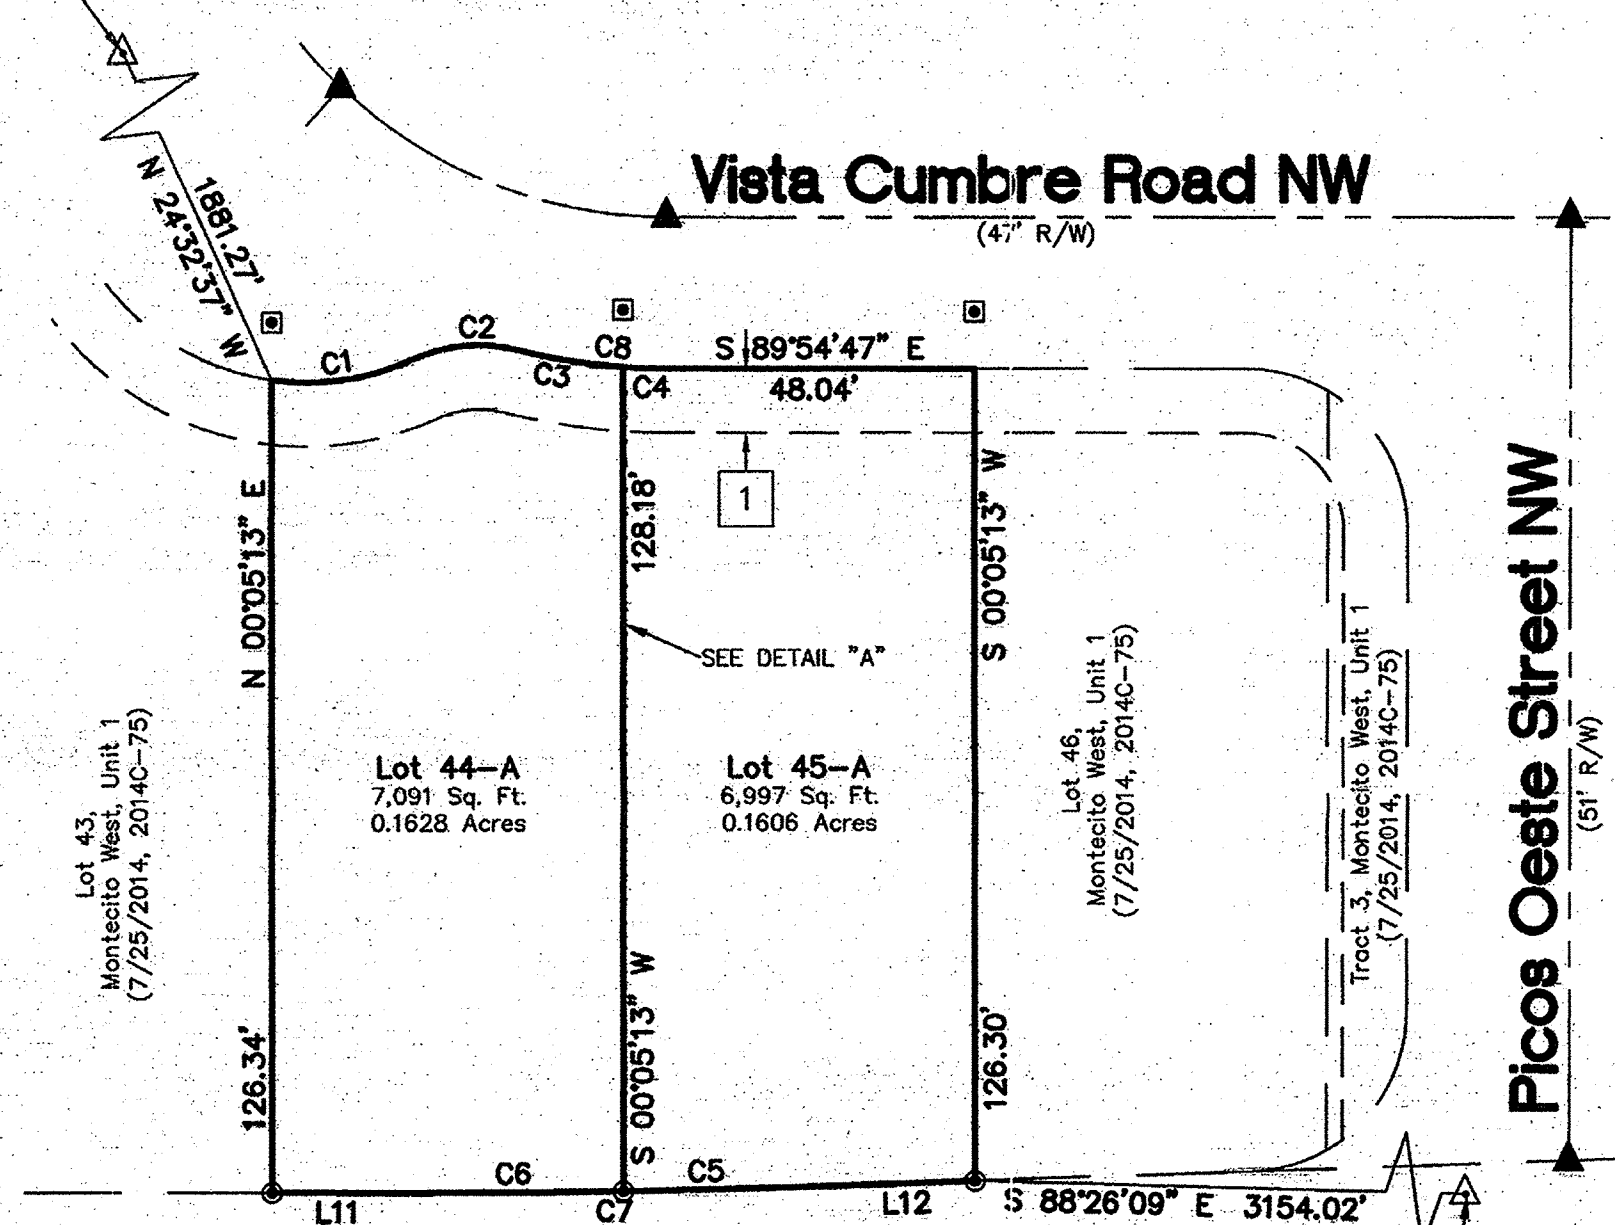 Vista Cumbre Road NW
(47' R/W)
1881.27'
N 24°32'37" W
C1
C2
C3
C8
C4
S 89°54'47" E
48.04'
1
N 00°05'13" E
126.34'
128.18'
S 00°05'13" W
S 00°05'13" W
126.30'
SEE DETAIL "A"
Lot 43,
Montecito West, Unit 1
(7/25/2014, 2014C-75)
Lot 44-A
7,091 Sq. Ft.
0.1628 Acres
Lot 45-A
6,997 Sq. Ft.
0.1606 Acres
Lot 46,
Montecito West, Unit 1
(7/25/2014, 2014C-75)
Tract 3, Montecito West, Unit 1
(7/25/2014, 2014C-75)
Picos Oeste Street NW
(51' R/W)
C6
C5
L11
C7
L12
S 88°26'09" E 3154.02'